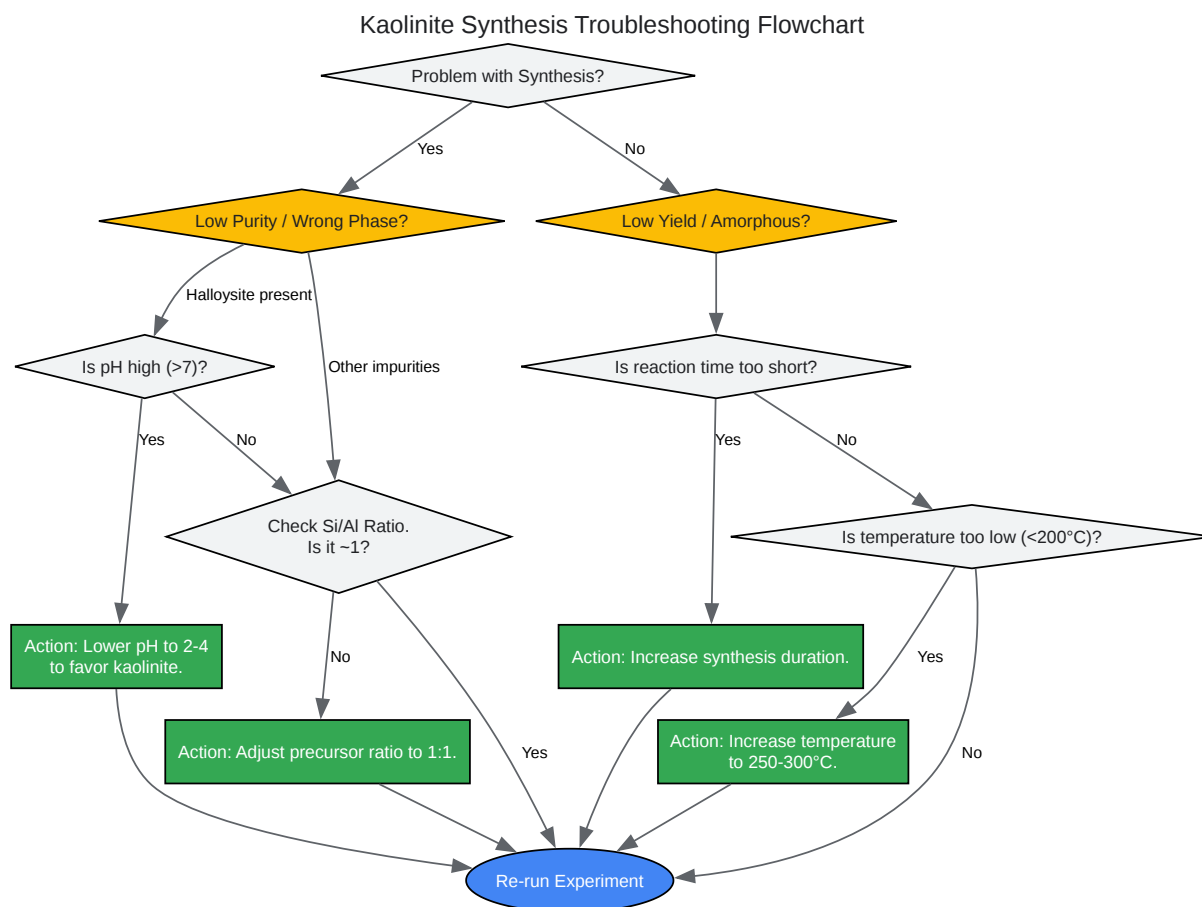 Kaolinite Synthesis Troubleshooting Flowchart
Problem with Synthesis?
Yes
No
Low Purity / Wrong Phase?
Low Yield / Amorphous?
Halloysite present
Is pH high (>7)?
Other impurities
Is reaction time too short?
Yes
No
Yes
No
Check Si/Al Ratio.
Is it ~1?
Is temperature too low (<200°C)?
Action: Lower pH to 2-4
to favor kaolinite.
No
Action: Increase synthesis duration.
Yes
Action: Adjust precursor ratio to 1:1.
Yes
Action: Increase temperature
to 250-300°C.
No
Re-run Experiment